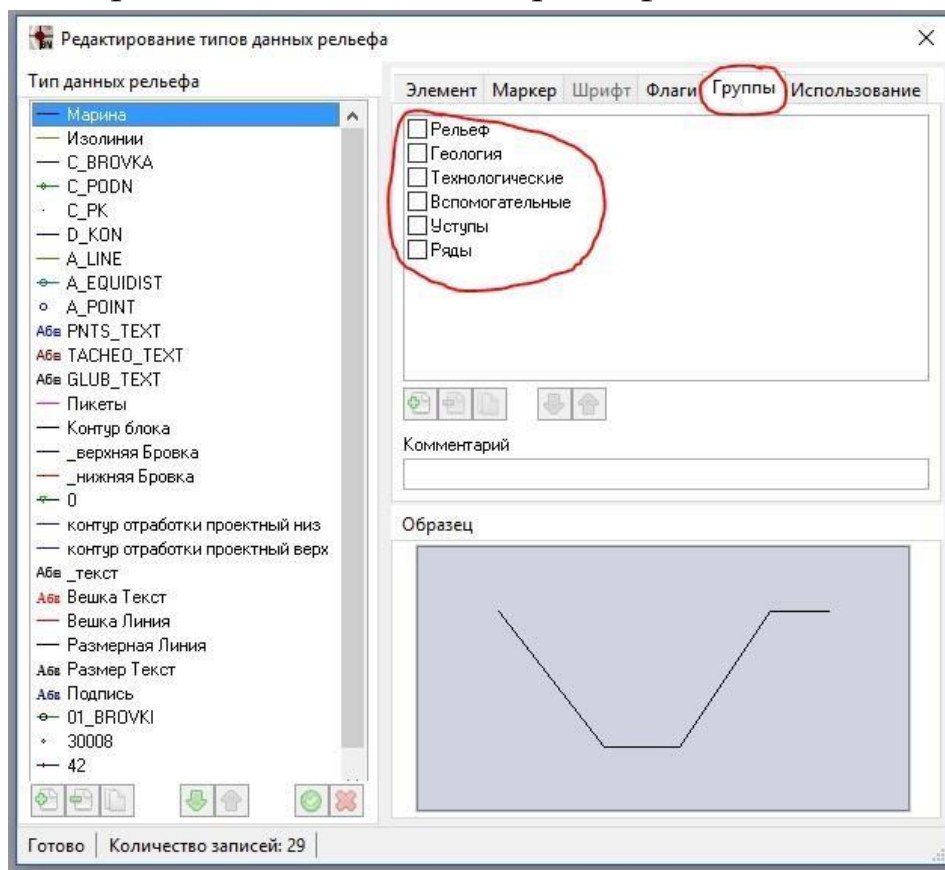 Редактирование типов данных рельефа
Тип данных рельефа
Марина
Изолинии
C_BROVKA
C_PODN
C_PK
D_KON
A_LINE
A_EQUIDIST
A_POINT
Абв PNTS_TEXT
Абв TACHEO_TEXT
Абв GLUB_TEXT
Пикеты
Контур блока
_верхняя Бровка
_нижняя Бровка
0
контур отработки проектный низ
контур отработки проектный верх
Абв _текст
Абв Вешка Текст
Вешка Линия
Размерная Линия
Абв Размер Текст
Абв Подпись
01_BROVKI
30008
42
Элемент Маркер Шрифт Флаги Группы Использование
Рельеф
Геология
Технологические
Вспомогательные
Уступы
Ряды
Комментарий
Образец
Готово Количество записей: 29